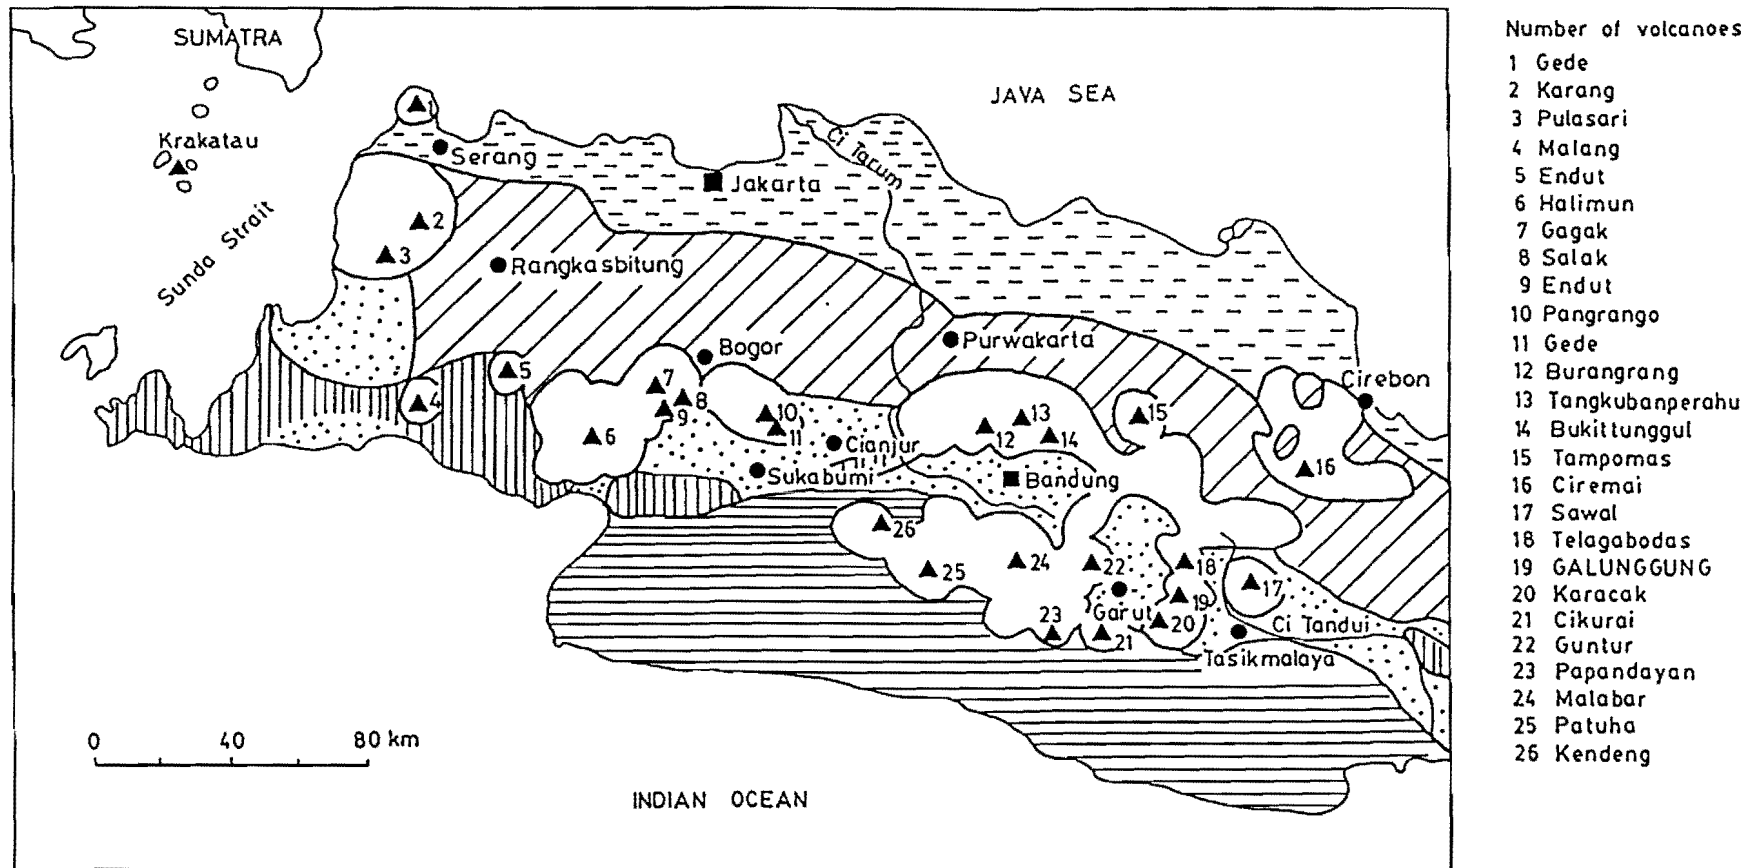 SUMATRA
JAVA SEA
Krakatau
Sunda Strait
1
Serang
Jakarta
Ci Tarum
2
3
Rangkasbitung
Bogor
Purwakarta
Cirebon
5
4
7
8
9
6
10
11
Cianjur
Sukabumi
12
13
14
15
16
Bandung
26
25
24
22
18
19
17
Garut
23
21
20
Ci Tandui
Tasikmalaya
0 40 80 km
INDIAN OCEAN
Number of volcanoes
1 Gede
2 Karang
3 Pulasari
4 Malang
5 Endut
6 Halimun
7 Gagak
8 Salak
9 Endut
10 Pangrango
11 Gede
12 Burangrang
13 Tangkubanperahu
14 Bukittunggul
15 Tampomas
16 Ciremai
17 Sawal
18 Telagabodas
19 GALUNGGUNG
20 Karacak
21 Cikurai
22 Guntur
23 Papandayan
24 Malabar
25 Patuha
26 Kendeng